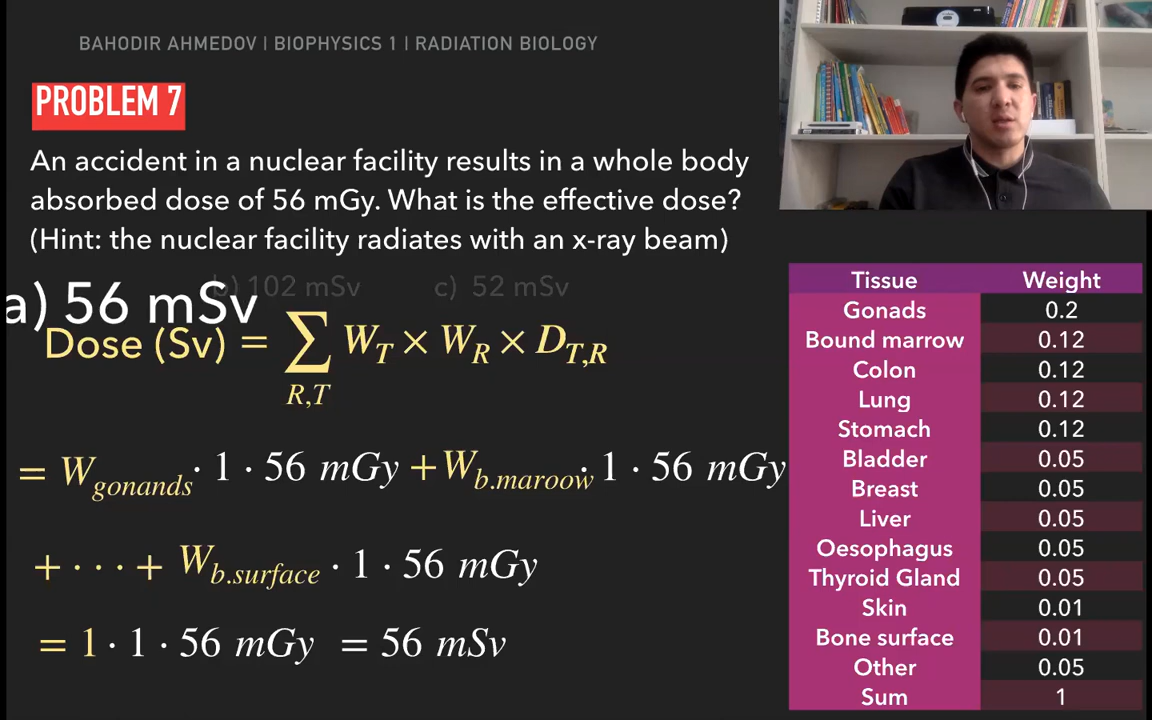 BAHODIR AHMEDOV | BIOPHYSICS 1 | RADIATION BIOLOGY
PROBLEM 7
An accident in a nuclear facility results in a whole body
absorbed dose of 56 mGy. What is the effective dose?
(Hint: the nuclear facility radiates with an x-ray beam)
a) 56 mSv b) 102 mSv c) 52 mSv
Dose (Sv) = ∑ W_T × W_R × D_{T,R}
R,T
= W_{gonands} · 1 · 56 mGy + W_{b.maroow} · 1 · 56 mGy
+ · · · + W_{b.surface} · 1 · 56 mGy
= 1 · 1 · 56 mGy = 56 mSv
Tissue Weight
Gonads 0.2
Bound marrow 0.12
Colon 0.12
Lung 0.12
Stomach 0.12
Bladder 0.05
Breast 0.05
Liver 0.05
Oesophagus 0.05
Thyroid Gland 0.05
Skin 0.01
Bone surface 0.01
Other 0.05
Sum 1